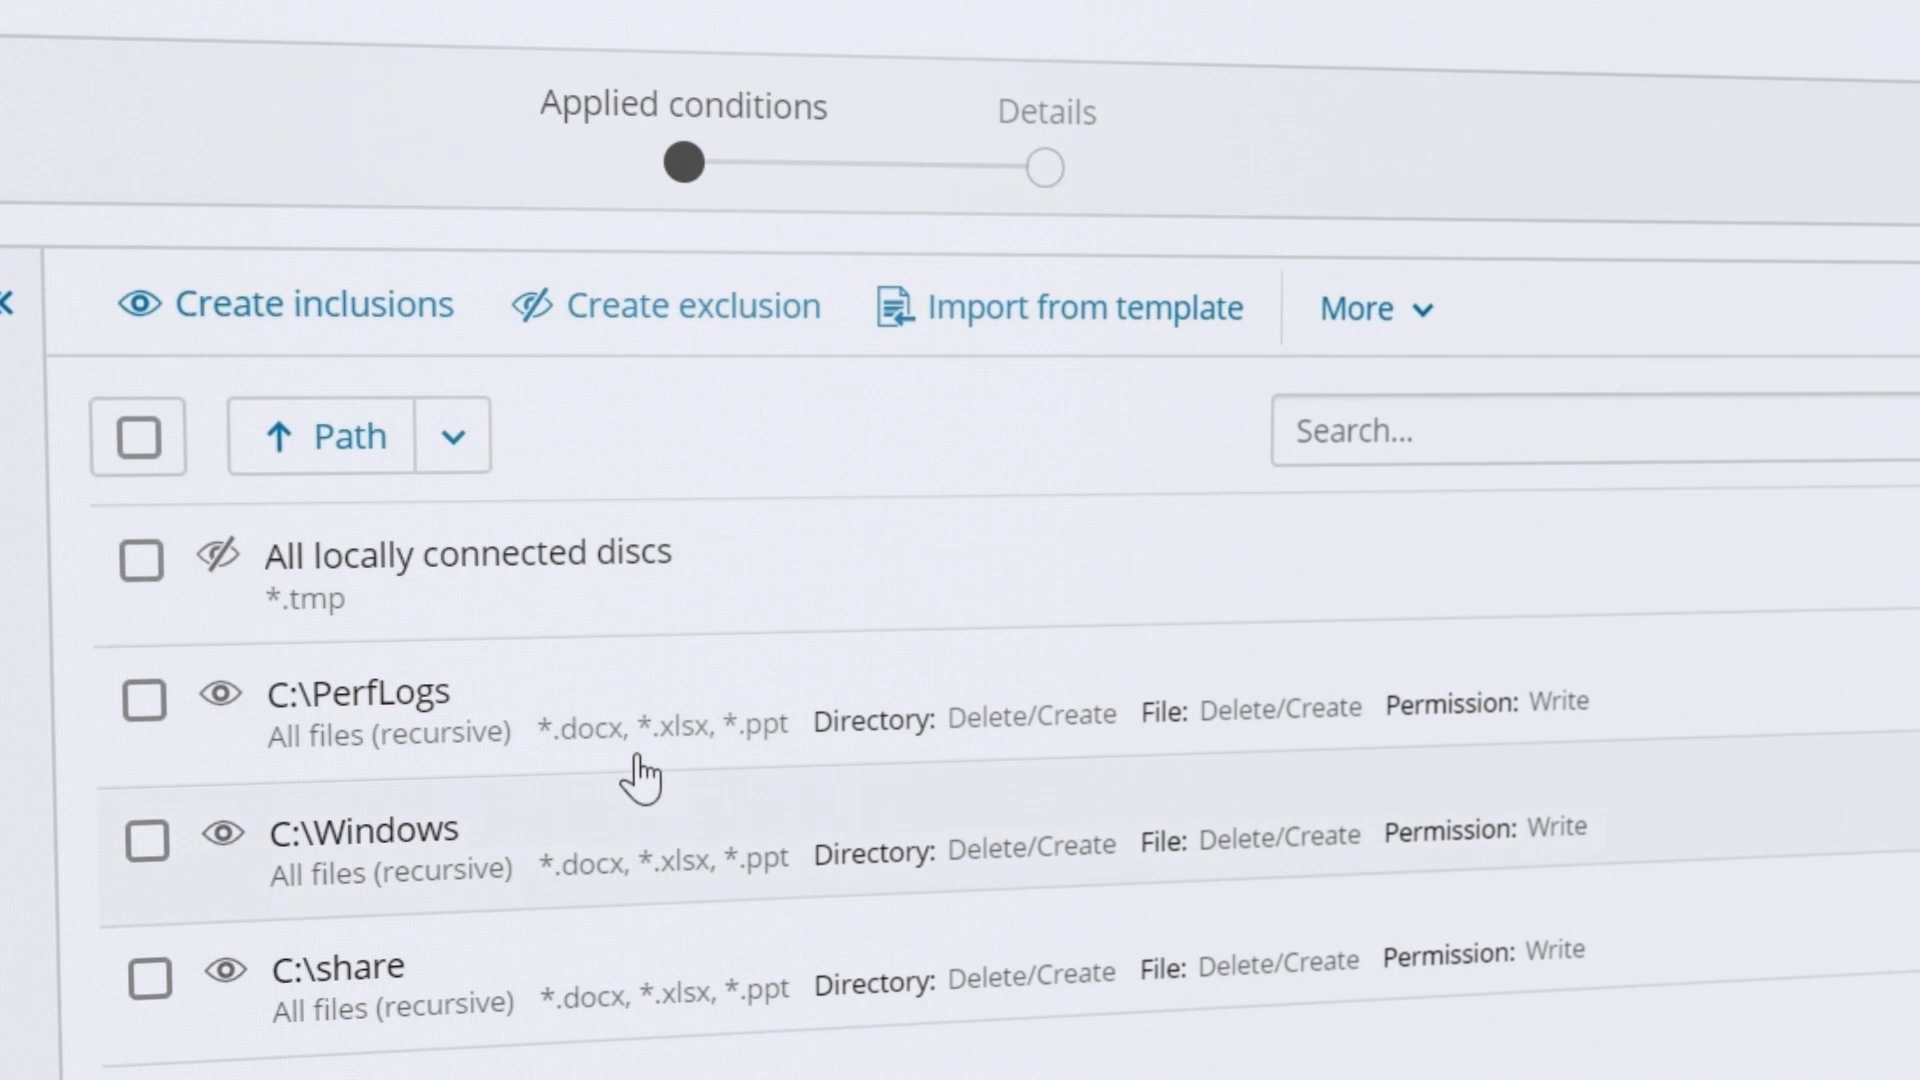 Applied conditions Details
Create inclusions Create exclusion Import from template More
Path Search...
All locally connected discs
*.tmp
C:\PerfLogs
All files (recursive) *.docx, *.xlsx, *.ppt Directory: Delete/Create File: Delete/Create Permission: Write
C:\Windows
All files (recursive) *.docx, *.xlsx, *.ppt Directory: Delete/Create File: Delete/Create Permission: Write
C:\share
All files (recursive) *.docx, *.xlsx, *.ppt Directory: Delete/Create File: Delete/Create Permission: Write